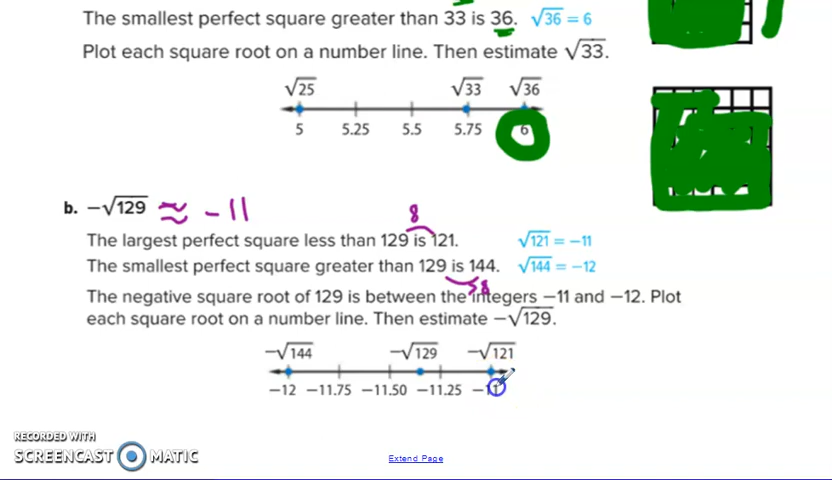 The smallest perfect square greater than 33 is 36. √36 = 6
Plot each square root on a number line. Then estimate √33.
√25 √33 √36
5 5.25 5.5 5.75 6
b. −√129 ≈ −11
8
The largest perfect square less than 129 is 121. √121 = −11
The smallest perfect square greater than 129 is 144. √144 = −12
The negative square root of 129 is between the integers −11 and −12. Plot
each square root on a number line. Then estimate −√129.
−√144 −√129 −√121
−12 −11.75 −11.50 −11.25 −11
RECORDED WITH
SCREENCAST MATIC
Extend Page